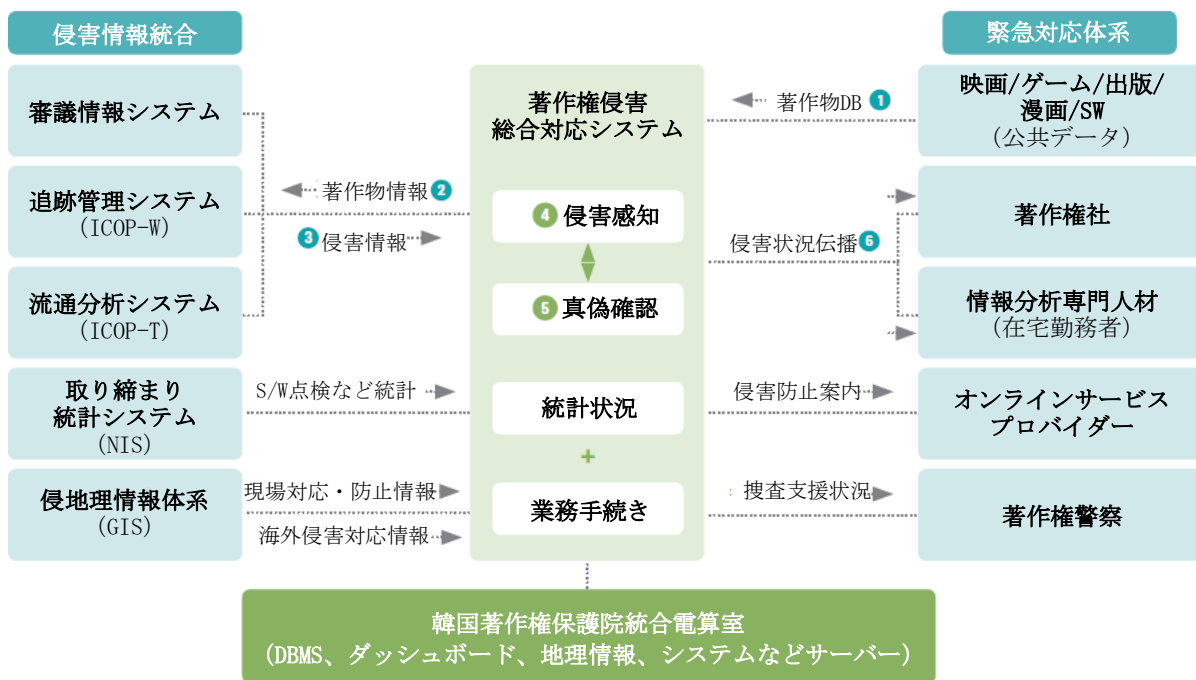 侵害情報統合
審議情報システム
追跡管理システム
(ICOP-W)
流通分析システム
(ICOP-T)
取り締まり
統計システム
(NIS)
侵地理情報体系
(GIS)
著作物情報2
3侵害情報
S/W点検など統計
現場対応・防止情報
海外侵害対応情報
著作権侵害
総合対応システム
4 侵害感知
5 真偽確認
統計状況
+
業務手続き
著作物DB 1
侵害状況伝播6
侵害防止案内
: 捜査支援状況
緊急対応体系
映画/ゲーム/出版/
漫画/SW
(公共データ)
著作権社
情報分析専門人材
(在宅勤務者)
オンラインサービス
プロバイダー
著作権警察
韓国著作権保護院統合電算室
(DBMS、ダッシュボード、地理情報、システムなどサーバー)